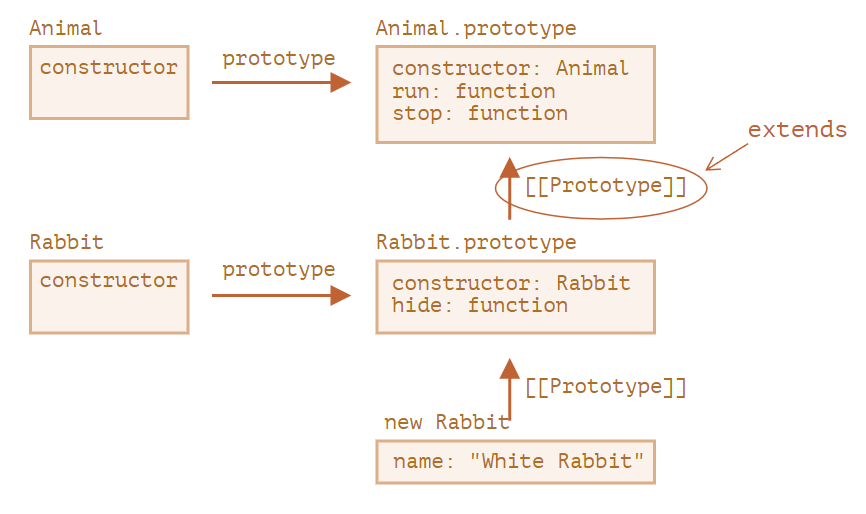 Animal
constructor
prototype
Animal.prototype
constructor: Animal
run: function
stop: function
extends
[[Prototype]]
Rabbit
constructor
prototype
Rabbit.prototype
constructor: Rabbit
hide: function
[[Prototype]]
new Rabbit
name: "White Rabbit"